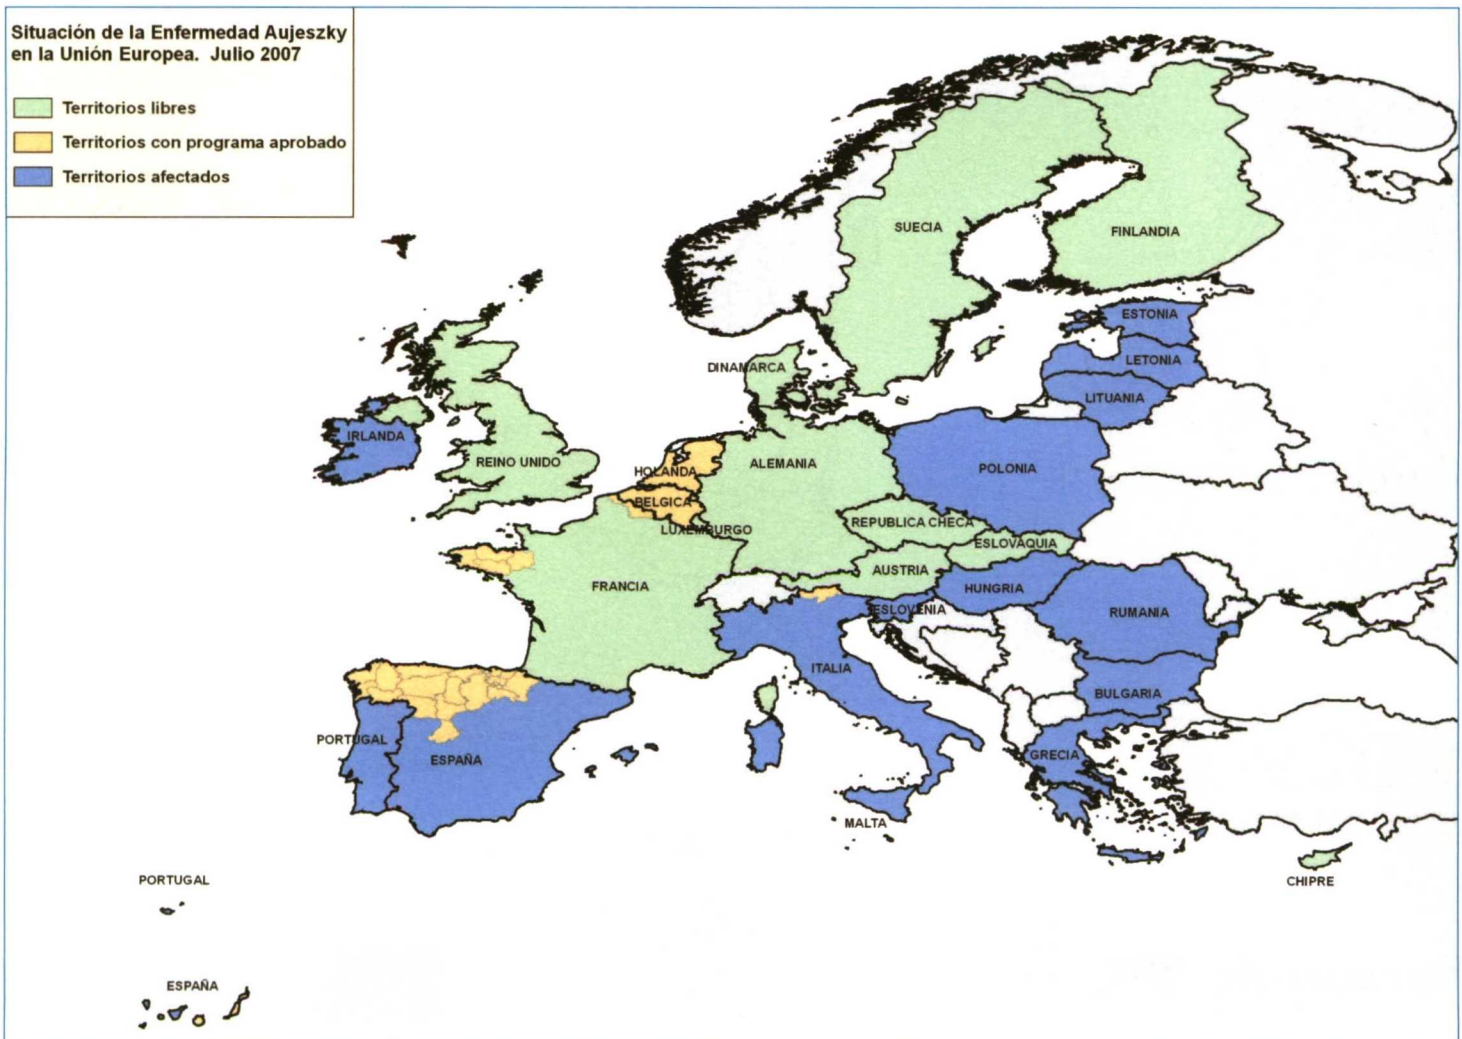 Situación de la Enfermedad Aujeszky
en la Unión Europea. Julio 2007
Territorios libres
Territorios con programa aprobado
Territorios afectados
SUECIA
FINLANDIA
ESTONIA
LETONIA
LITUANIA
DINAMARCA
IRLANDA
REINO UNIDO
HOLANDA
ALEMANIA
POLONIA
BELGICA
LUXEMBURGO
REPUBLICA CHECA
ESLOVAQUIA
AUSTRIA
FRANCIA
HUNGRIA
ESLOVENIA
RUMANIA
ITALIA
BULGARIA
PORTUGAL
ESPAÑA
GRECIA
MALTA
CHIPRE
PORTUGAL
ESPAÑA